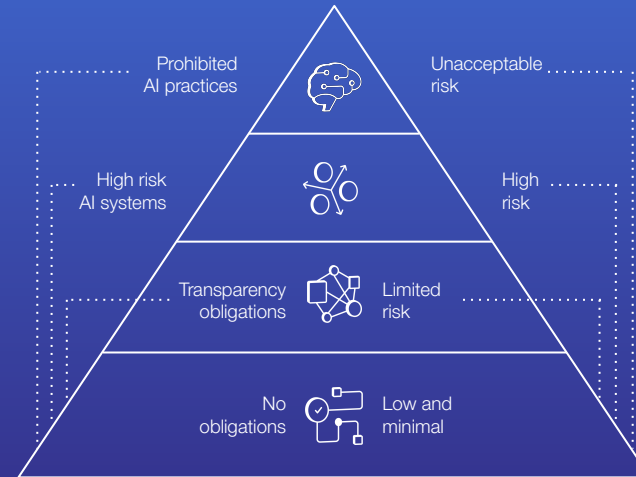 Prohibited
AI practices
Unacceptable
risk
High risk
AI systems
High
risk
Transparency
obligations
Limited
risk
No
obligations
Low and
minimal